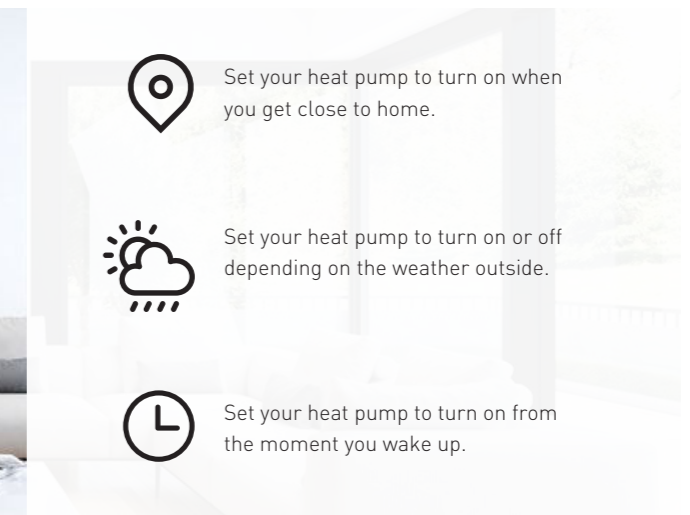 Set your heat pump to turn on when
you get close to home.
Set your heat pump to turn on or off
depending on the weather outside.
Set your heat pump to turn on from
the moment you wake up.